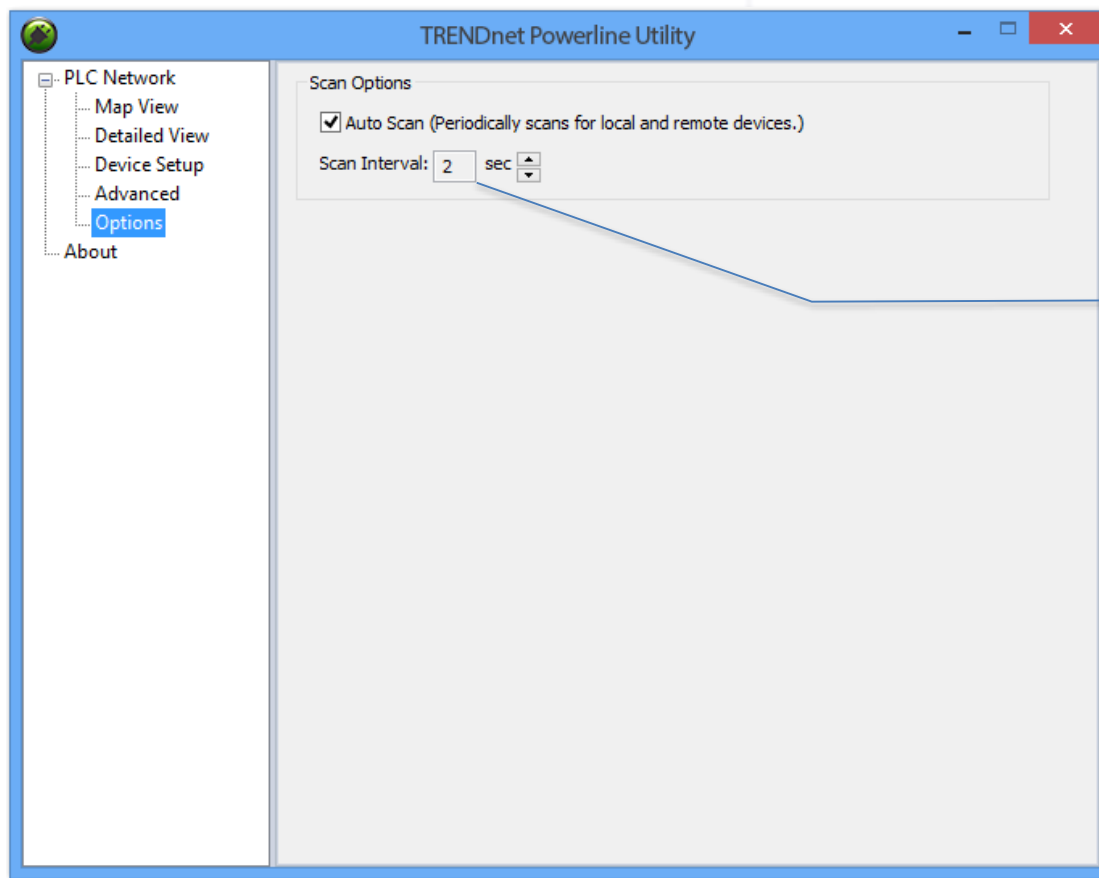 TRENDnet Powerline Utility
PLC Network
Map View
Detailed View
Device Setup
Advanced
Options
About
Scan Options
Auto Scan (Periodically scans for local and remote devices.)
Scan Interval: 2 sec